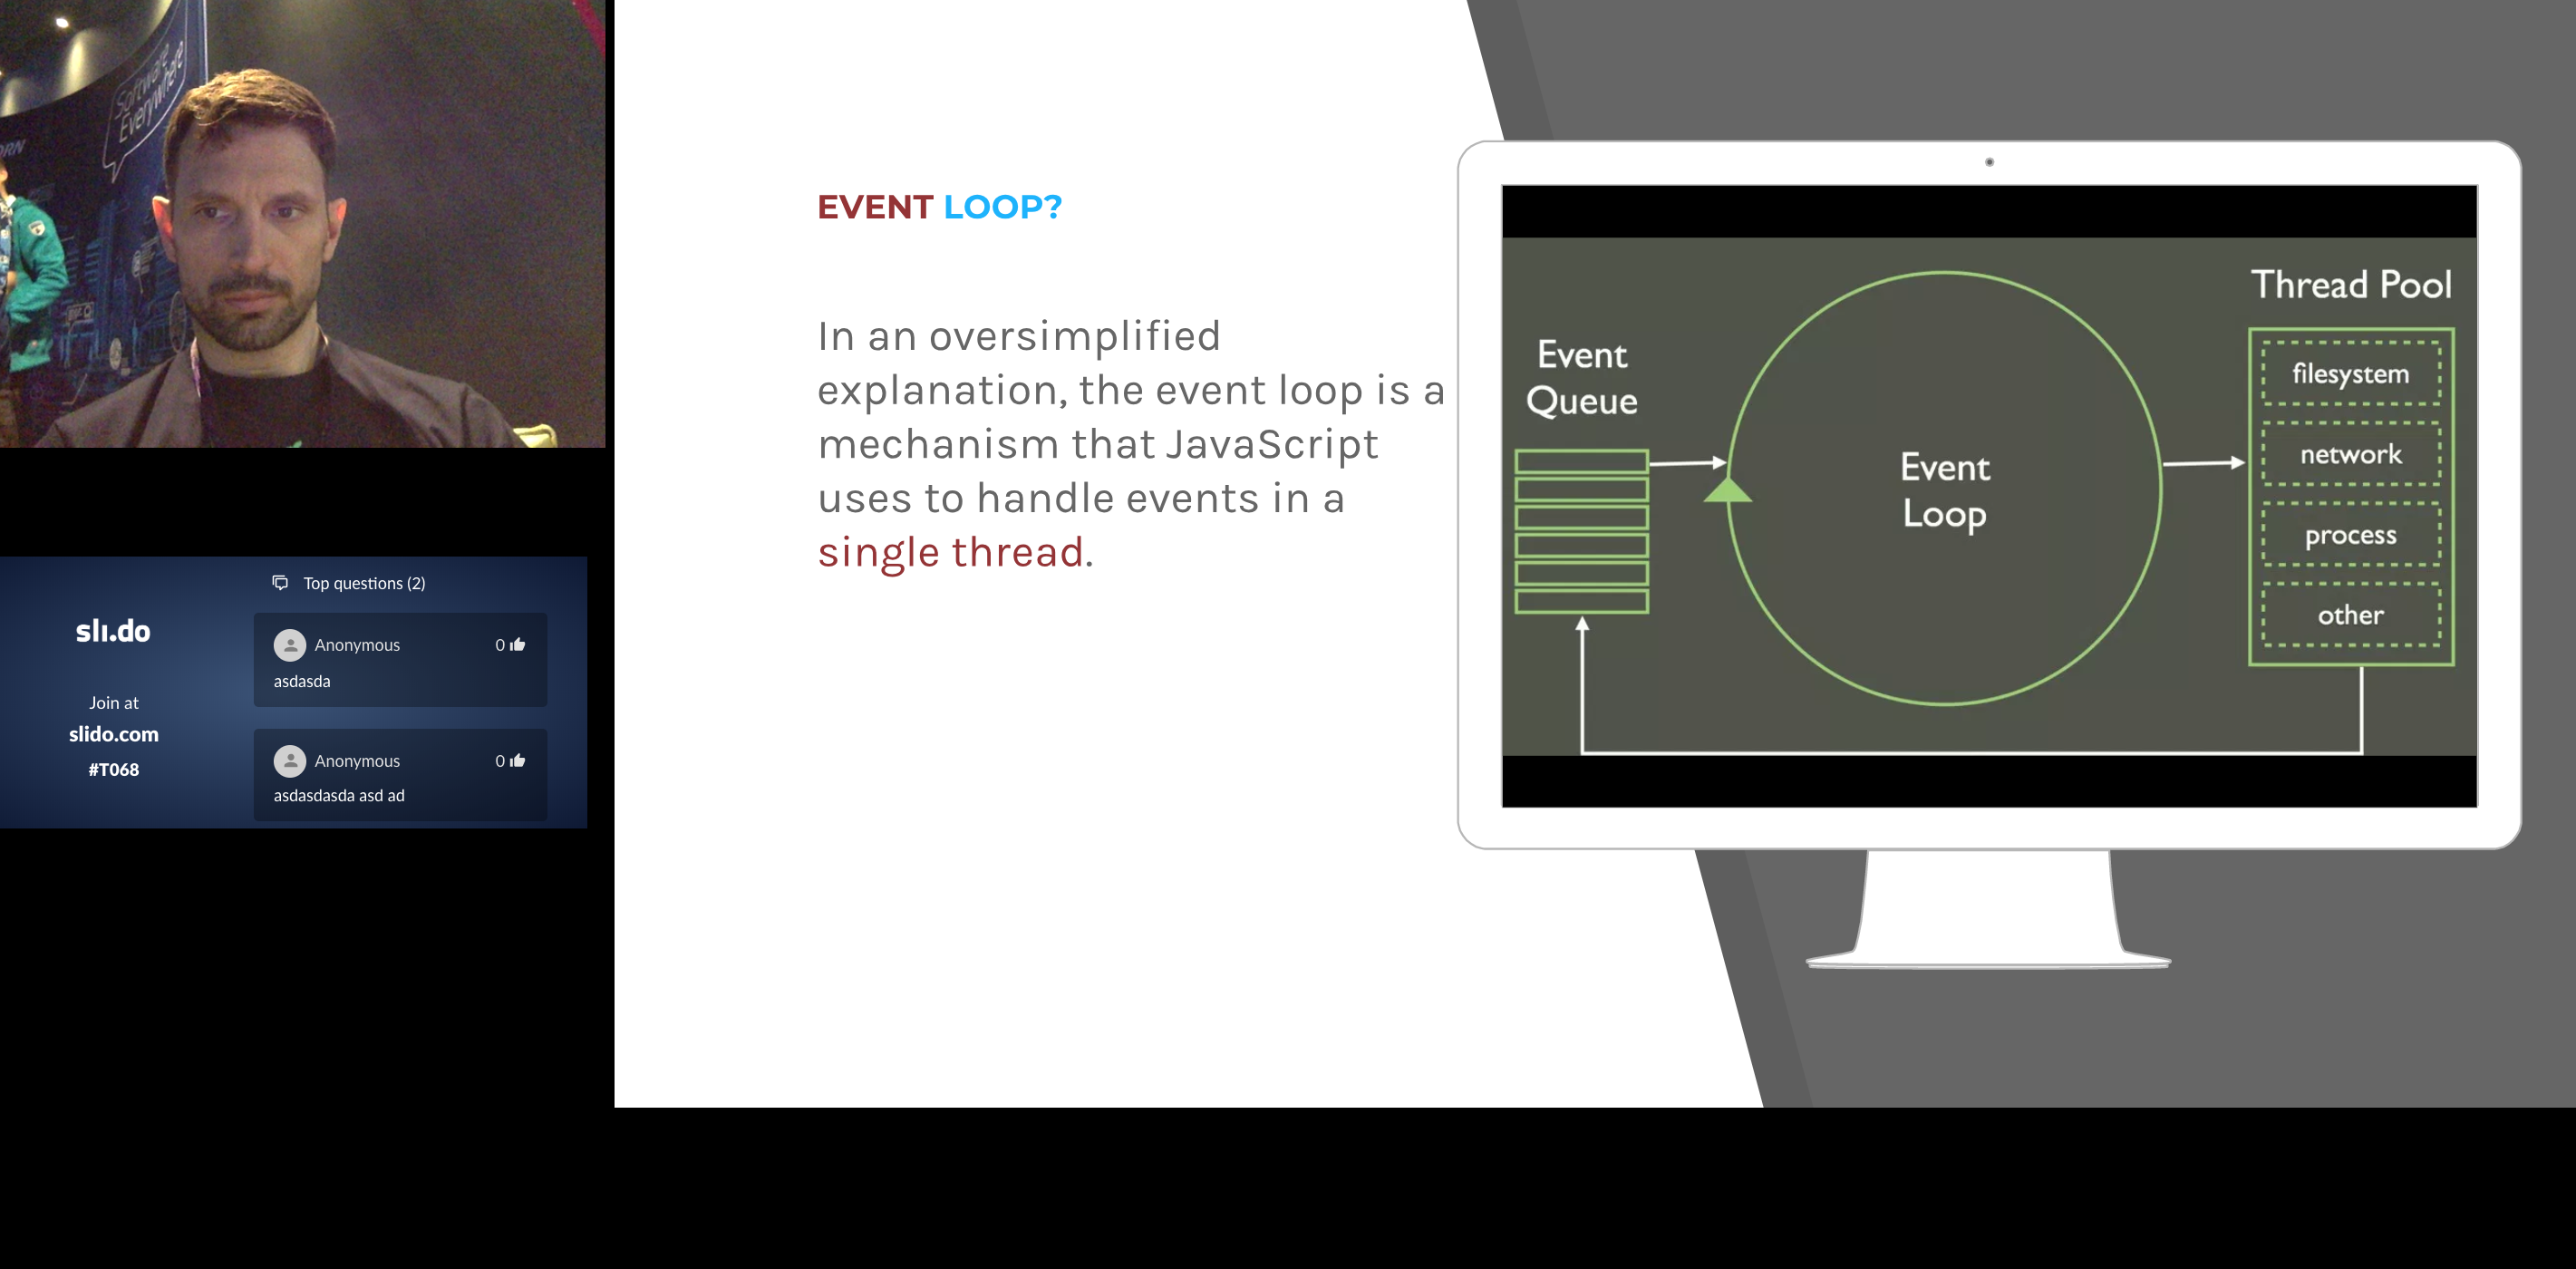 Software
Everywhere
EVENT LOOP?
In an oversimplified
explanation, the event loop is a
mechanism that JavaScript
uses to handle events in a
single thread.
Event
Queue
Event
Loop
Thread Pool
filesystem
network
process
other
sli.do
Join at
slido.com
#T068
Top questions (2)
Anonymous
0
asdasda
Anonymous
0
asdasdasda asd ad